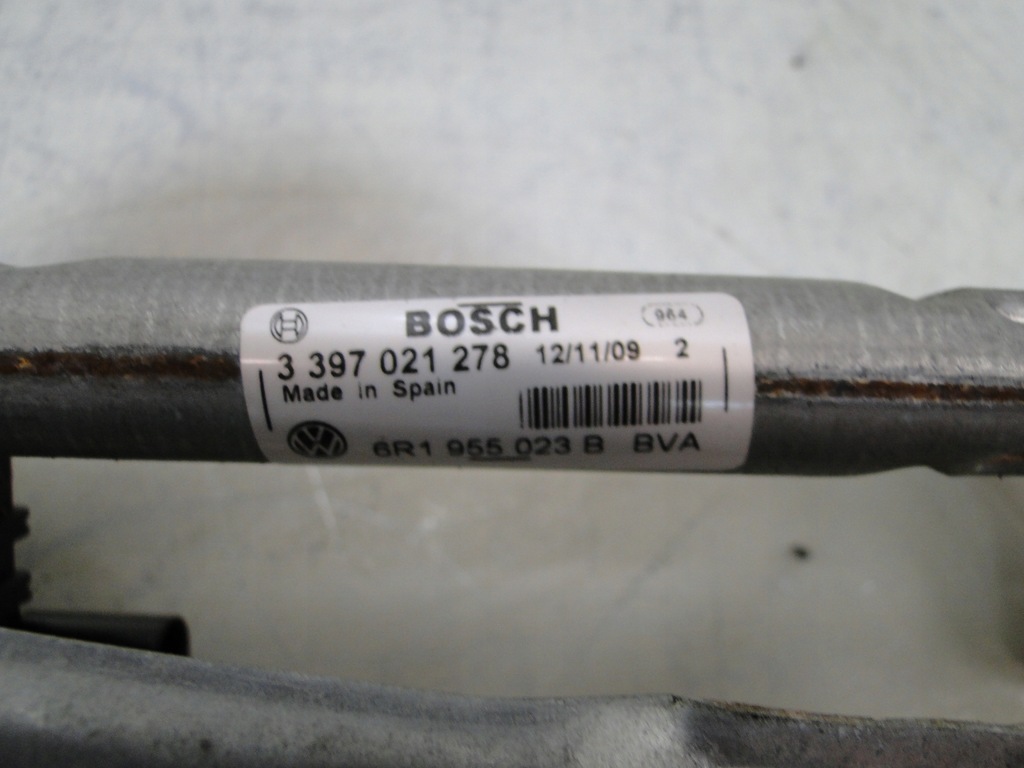 BOSCH 984
3 397 021 278 12/11/09 2
Made in Spain
6R1 955 023 B BVA